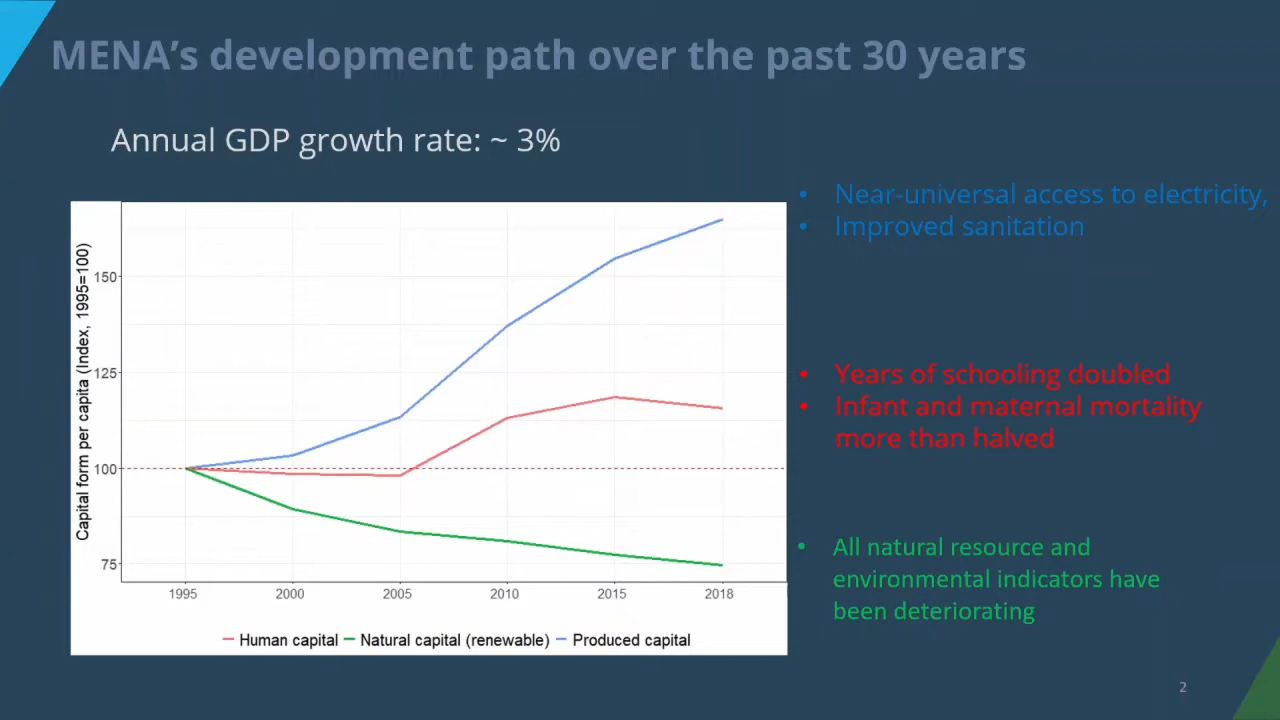 MENA’s development path over the past 30 years
Annual GDP growth rate: ~ 3%
• Near-universal access to electricity,
• Improved sanitation
Capital form per capita (Index, 1995=100)
150
125
100
75
1995 2000 2005 2010 2015 2018
Human capital Natural capital (renewable) Produced capital
• Years of schooling doubled
• Infant and maternal mortality
more than halved
• All natural resource and
environmental indicators have
been deteriorating
2